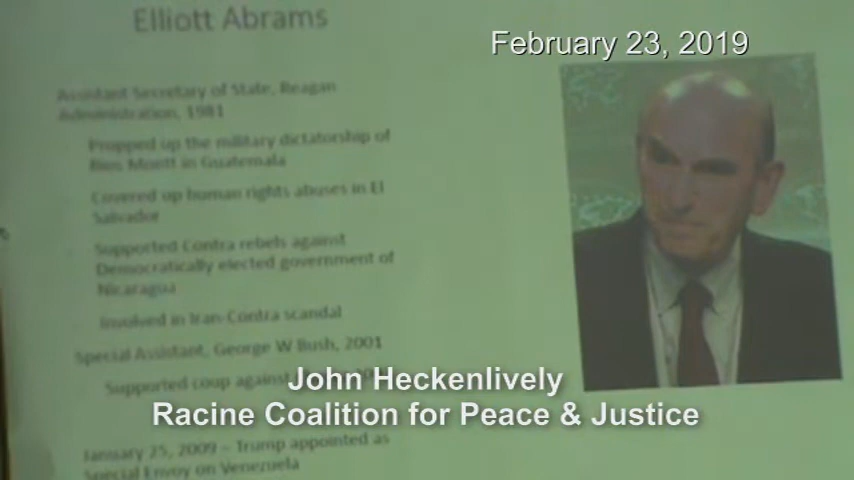 Elliott Abrams
February 23, 2019
Assistant Secretary of State, Reagan
Administration, 1981
Propped up the military dictatorship of
Rios Montt in Guatemala
Covered up human rights abuses in El
Salvador
Supported Contra rebels against
Democratically elected government of
Nicaragua
Involved in Iran-Contra scandal
Special Assistant, George W Bush, 2001
Supported coup against
John Heckenlively
Racine Coalition for Peace & Justice
January 25, 2009 – Trump appointed as
Special Envoy on Venezuela